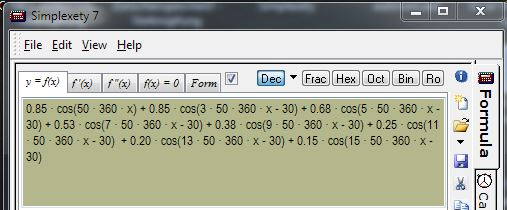 Simplexety 7
File Edit View Help
y = f(x) f'(x) f''(x) f(x) = 0 Form Dec Frac Hex Oct Bin Ro
0.85 · cos(50 · 360 · x) + 0.85 · cos(3 · 50 · 360 · x - 30) + 0.68 · cos(5 · 50 · 360 · x -
30) + 0.53 · cos(7 · 50 · 360 · x - 30) + 0.38 · cos(9 · 50 · 360 · x - 30) + 0.25 · cos(11
· 50 · 360 · x - 30) + 0.20 · cos(13 · 50 · 360 · x - 30) + 0.15 · cos(15 · 50 · 360 · x -
30)
Formula
Ca